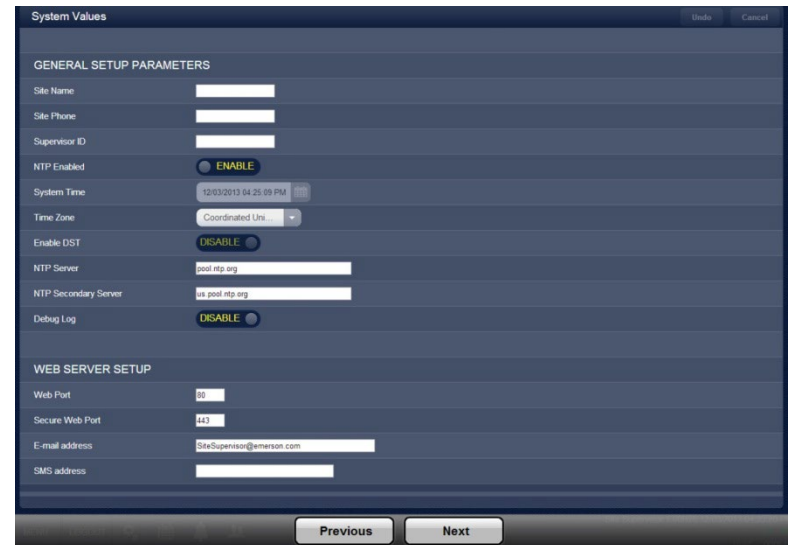 System Values
Undo Cancel
GENERAL SETUP PARAMETERS
Site Name
Site Phone
Supervisor ID
NTP Enabled ENABLE
System Time 12/03/2013 04:25:09 PM
Time Zone Coordinated Uni...
Enable DST DISABLE
NTP Server pool.ntp.org
NTP Secondary Server us.pool.ntp.org
Debug Log DISABLE
WEB SERVER SETUP
Web Port 80
Secure Web Port 443
E-mail address SiteSupervisor@emerson.com
SMS address
Previous Next